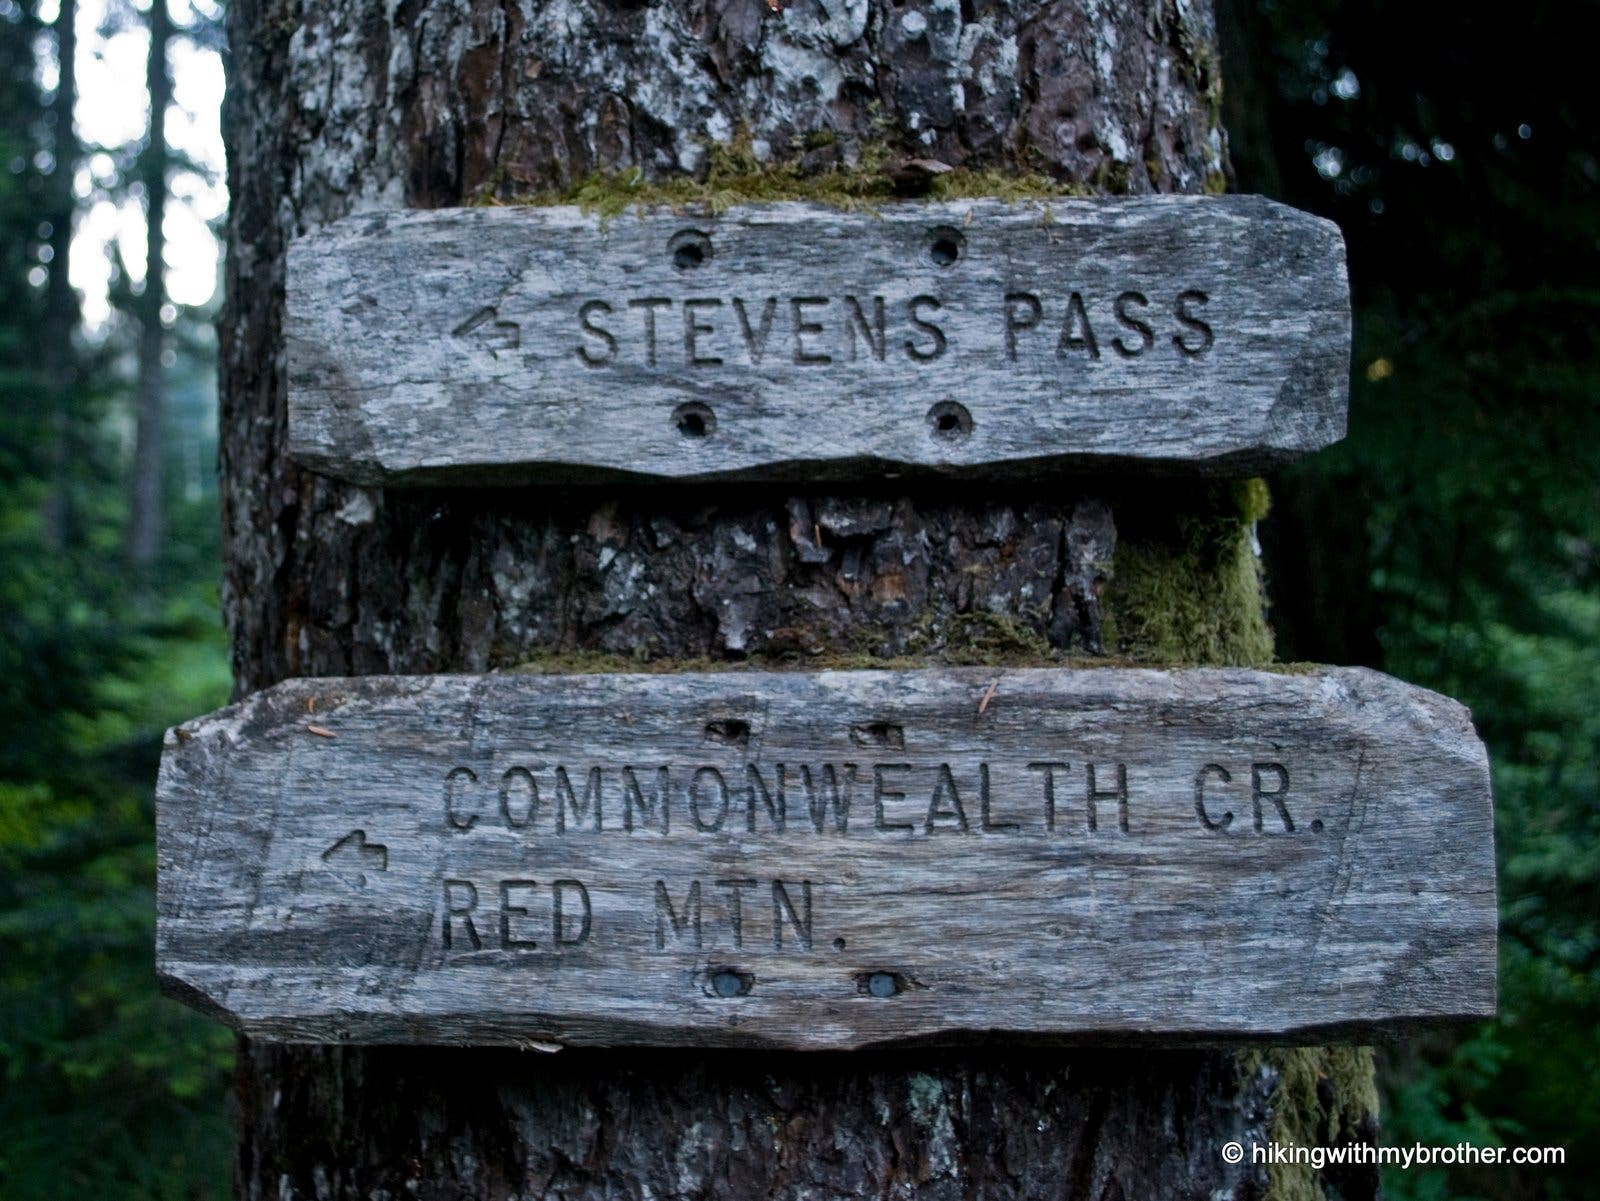 ← STEVENS PASS
← COMMONWEALTH CR.
RED MTN.
© hikingwithmybrother.com